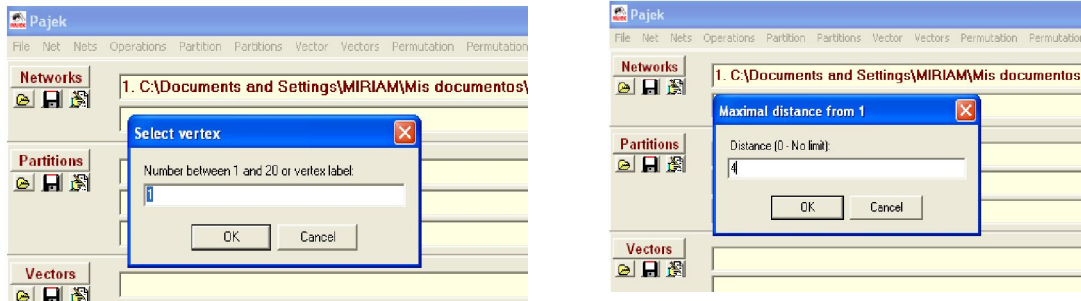 Pajek
File Net Nets Operations Partition Partitions Vector Vectors Permutation Permutation
Networks
1. C:\Documents and Settings\MIRIAM\Mis documentos\
Select vertex
Number between 1 and 20 or vertex label:
1
OK Cancel
Partitions
Vectors
Pajek
File Net Nets Operations Partition Partitions Vector Vectors Permutation Permutation
Networks
1. C:\Documents and Settings\MIRIAM\Mis documentos
Maximal distance from 1
Distance (0 - No limit):
4
OK Cancel
Partitions
Vectors